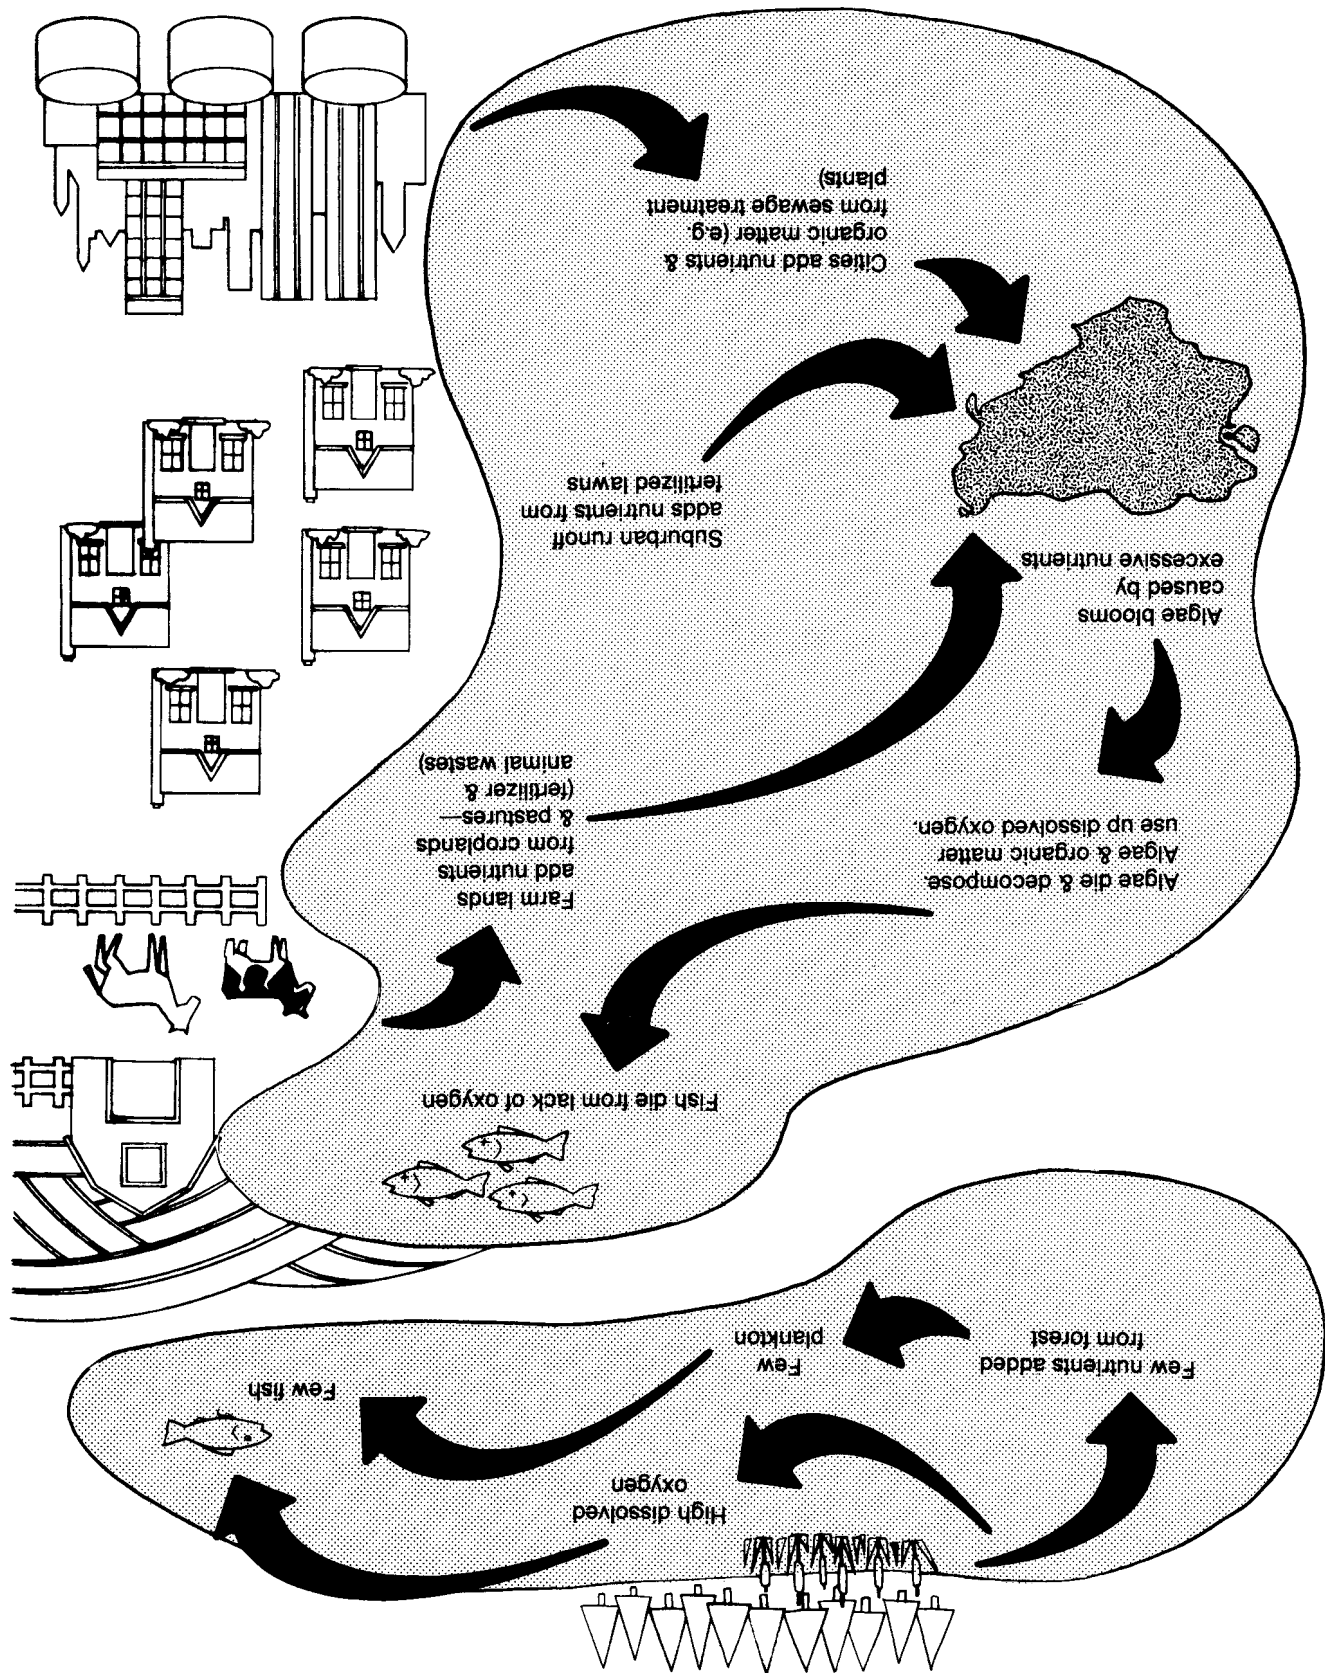 High dissolved
oxygen
Few nutrients added
from forest
Few
plankton
Few fish
Fish die from lack of oxygen
Farm lands
add nutrients
from croplands
& pastures—
(fertilizer &
animal wastes)
Algae die & decompose.
Algae & organic matter
use up dissolved oxygen.
Algae blooms
caused by
excessive nutrients
Suburban runoff
adds nutrients from
fertilized lawns
Cities add nutrients &
organic matter (e.g.
from sewage treatment
plants)